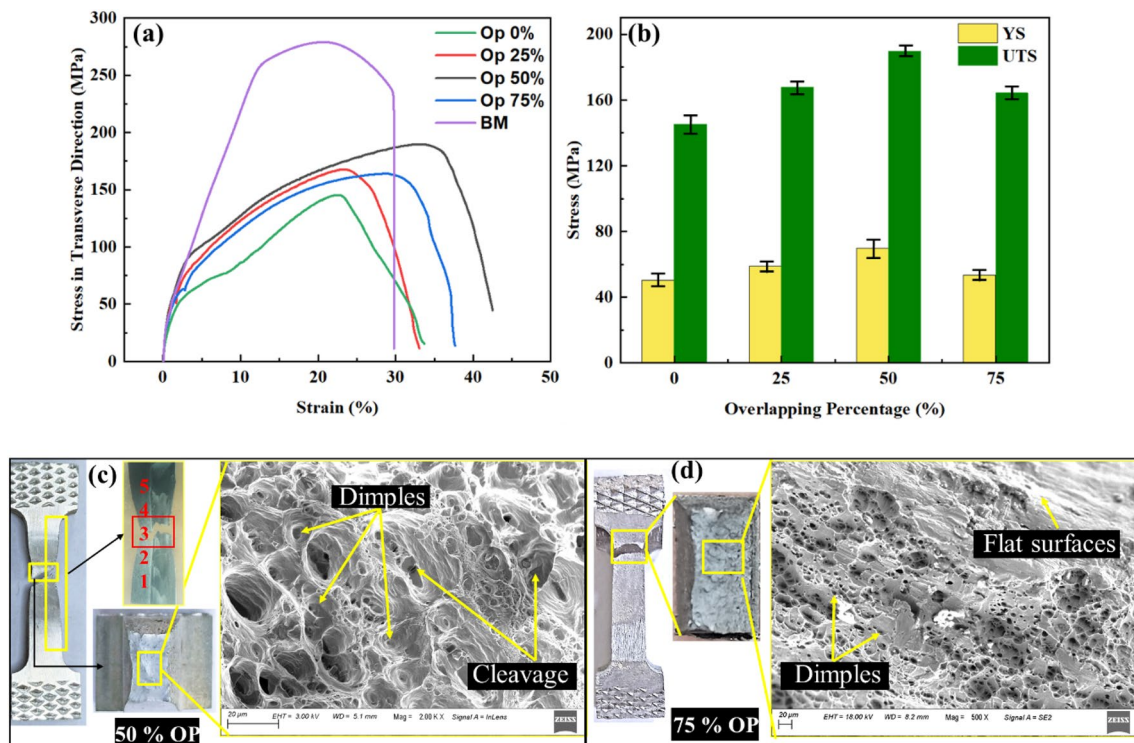 (a)
Op 0%
Op 25%
Op 50%
Op 75%
BM
Stress in Transverse Direction (MPa)
300
250
200
150
100
50
0
0 10 20 30 40 50
Strain (%)
(b)
YS
UTS
Stress (MPa)
200
160
120
80
40
0
0 25 50 75
Overlapping Percentage (%)
(c)
5
4
3
2
1
50 % OP
Dimples
Cleavage
20 µm
EHT = 3.00 kV WD = 5.1 mm Mag = 2.00 K X Signal A = InLens
ZEISS
(d)
75 % OP
Flat surfaces
Dimples
20 µm
EHT = 18.00 kV WD = 8.2 mm Mag = 500 X Signal A = SE2
ZEISS